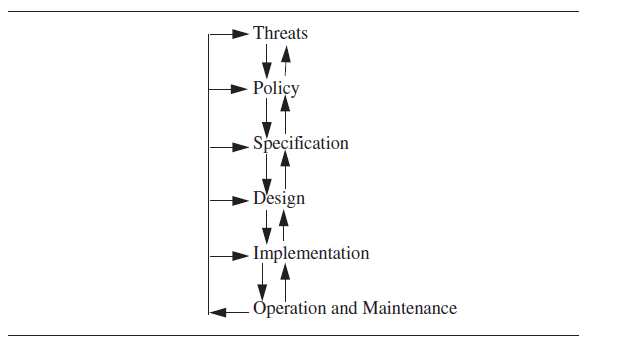 Threats
Policy
Specification
Design
Implementation
Operation and Maintenance